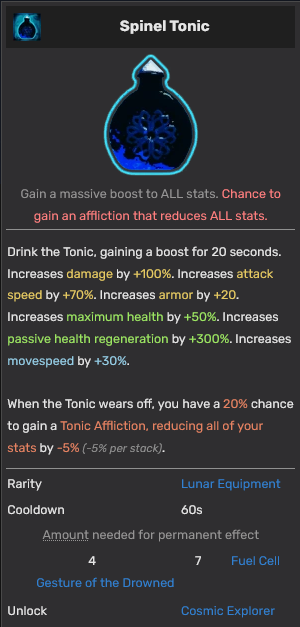 Spinel Tonic
Gain a massive boost to ALL stats. Chance to
gain an affliction that reduces ALL stats.
Drink the Tonic, gaining a boost for 20 seconds.
Increases damage by +100%. Increases attack
speed by +70%. Increases armor by +20.
Increases maximum health by +50%. Increases
passive health regeneration by +300%. Increases
movespeed by +30%.
When the Tonic wears off, you have a 20% chance
to gain a Tonic Affliction, reducing all of your
stats by -5% (-5% per stack).
Rarity Lunar Equipment
Cooldown 60s
Amount needed for permanent effect
4 7 Fuel Cell
Gesture of the Drowned
Unlock Cosmic Explorer